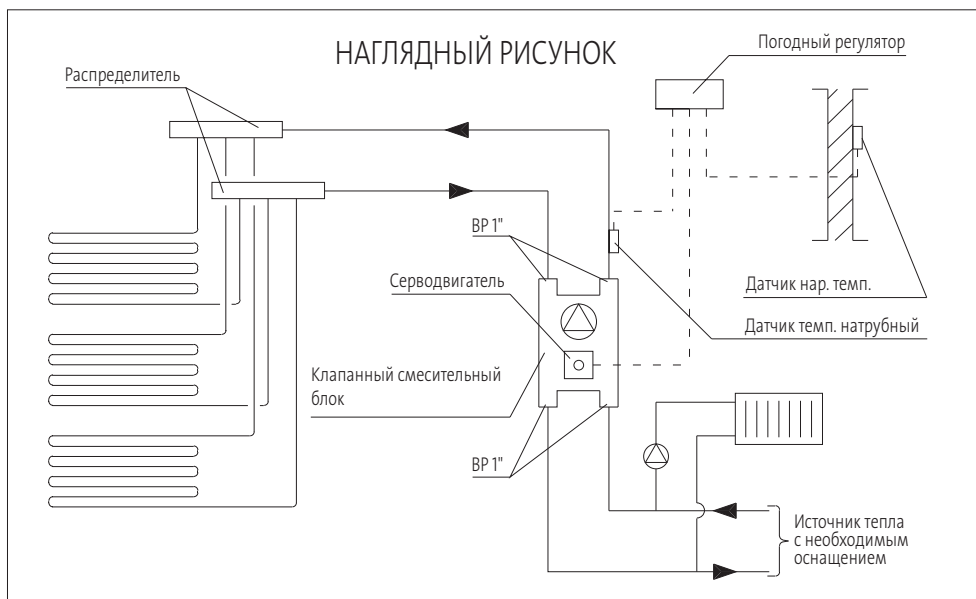 НАГЛЯДНЫЙ РИСУНОК
Погодный регулятор
Распределитель
ВР 1"
Серводвигатель
Датчик нар. темп.
Датчик темп. натрубный
Клапанный смесительный
блок
ВР 1"
Источник тепла
с необходимым
оснащением